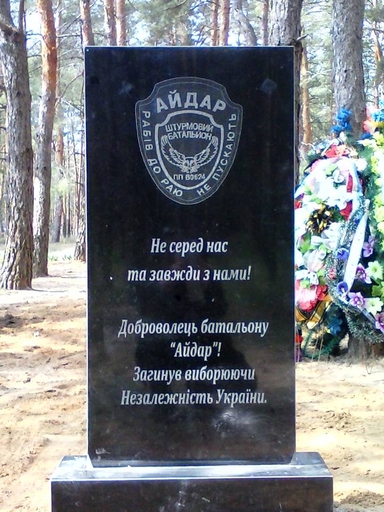 АЙДАР
ШТУРМОВИЙ
БАТАЛЬЙОН
ПП В0624
РАБІВ ДО РАЮ НЕ ПУСКАЮТЬ
Не серед нас
та завжди з нами!
Доброволець батальону
"Айдар"!
Загинув виборюючи
Незалежність України.